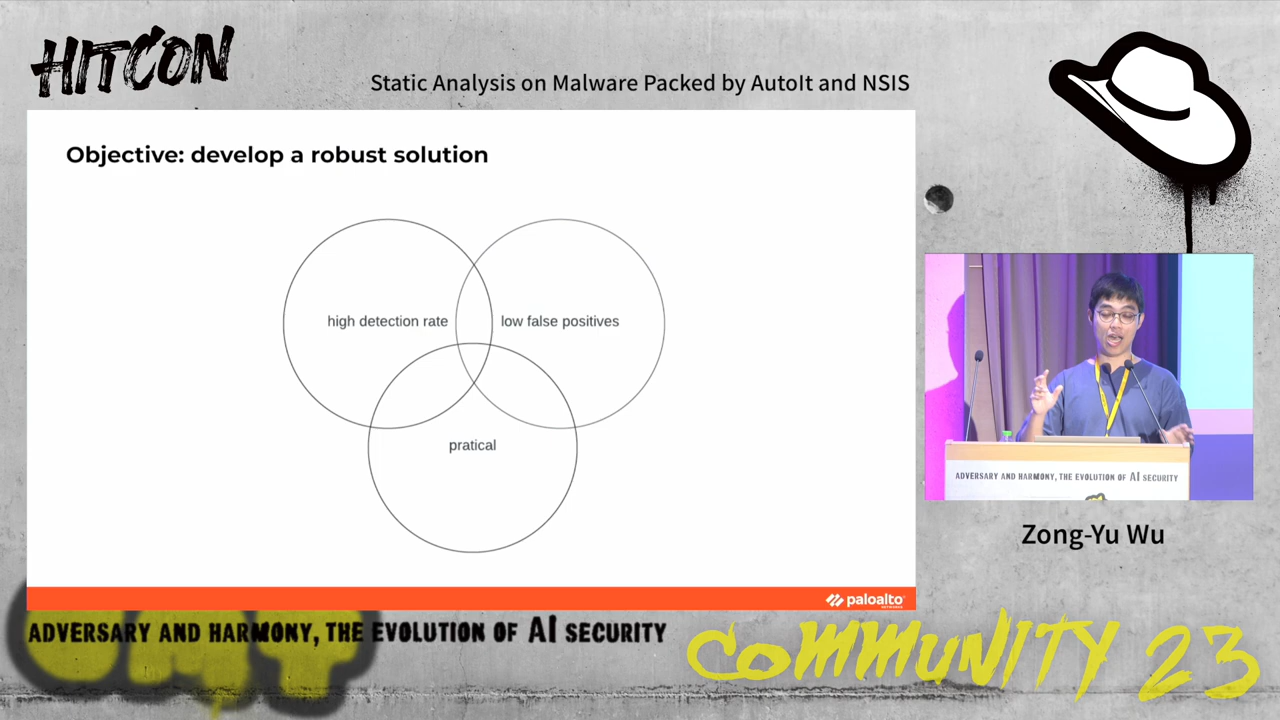 HITCON
Static Analysis on Malware Packed by AutoIt and NSIS
Objective: develop a robust solution
high detection rate
low false positives
pratical
paloalto
NETWORKS
ADVERSARY AND HARMONY, THE EVOLUTION OF AI SECURITY
Zong-Yu Wu
ADVERSARY AND HARMONY, THE EVOLUTION OF AI SECURITY
COMMUNITY 23